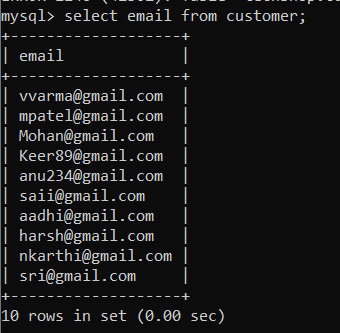 mysql> select email from customer;
+-------------------+
| email             |
+-------------------+
| vvarma@gmail.com  |
| mpatel@gmail.com  |
| Mohan@gmail.com   |
| Keer89@gmail.com  |
| anu234@gmail.com  |
| saii@gmail.com    |
| aadhi@gmail.com   |
| harsh@gmail.com   |
| nkarthi@gmail.com |
| sri@gmail.com     |
+-------------------+
10 rows in set (0.00 sec)